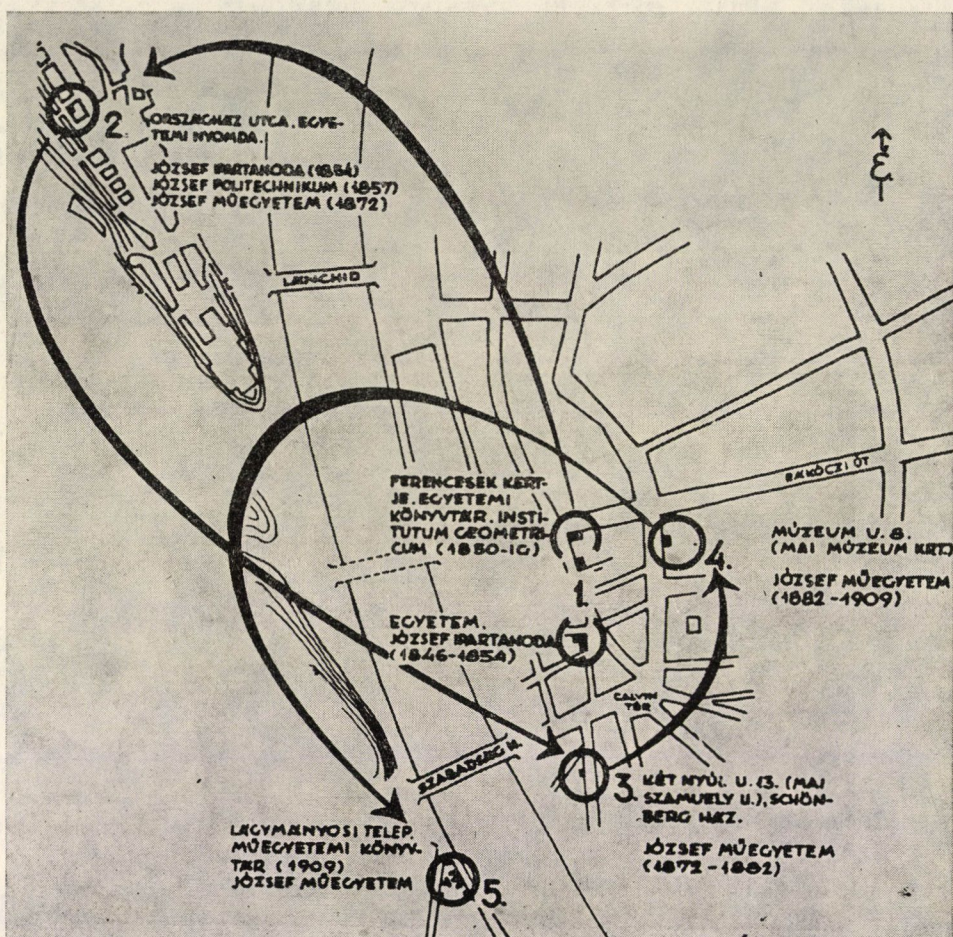 2.
ORSZÁGHÁZ UTCA. EGYE-
TEMI NYOMDA.
JÓZSEF IPARTANODA (1854)
JÓZSEF POLITECHNIKUM (1857)
JÓZSEF MŰEGYETEM (1872)
É
LÁNCHÍD
RÁKÓCZI ÚT
FERENCESEK KERT-
JE. EGYETEMI
KÖNYVTÁR. INSTI-
TUTUM GEOMETRI-
CUM (1850-IG)
4.
MÚZEUM U. 8.
(MAI MÚZEUM KRT.)
JÓZSEF MŰEGYETEM
(1882-1909)
1.
EGYETEM.
JÓZSEF IPARTANODA
(1846-1854)
CALVIN
TÉR
SZABADSÁG H.
3.
KÉT NYÚL U. 13. (MAI
SZAMUELY U.), SCHÖN-
BERG HÁZ.
JÓZSEF MŰEGYETEM
(1872-1882)
LÁGYMÁNYOSI TELEP.
MŰEGYETEMI KÖNYV-
TÁR (1909)
JÓZSEF MŰEGYETEM
5.